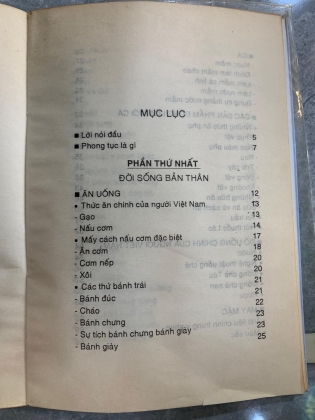 MỤC LỤC
■ Lời nói đầu 5
■ Phong tục là gì 7
PHẦN THỨ NHẤT
ĐỜI SỐNG BẢN THÂN
■ ĂN UỐNG 12
• Thức ăn chính của người Việt Nam 13
- Gạo 13
- Nấu cơm 14
• Mấy cách nấu cơm đặc biệt 17
- Ăn cơm 18
- Cơm nếp 20
- Xôi 20
• Các thứ bánh trái 21
- Bánh đúc 22
- Cháo 22
- Bánh chưng 23
- Sự tích bánh chưng bánh giầy 23
- Bánh giầy 25